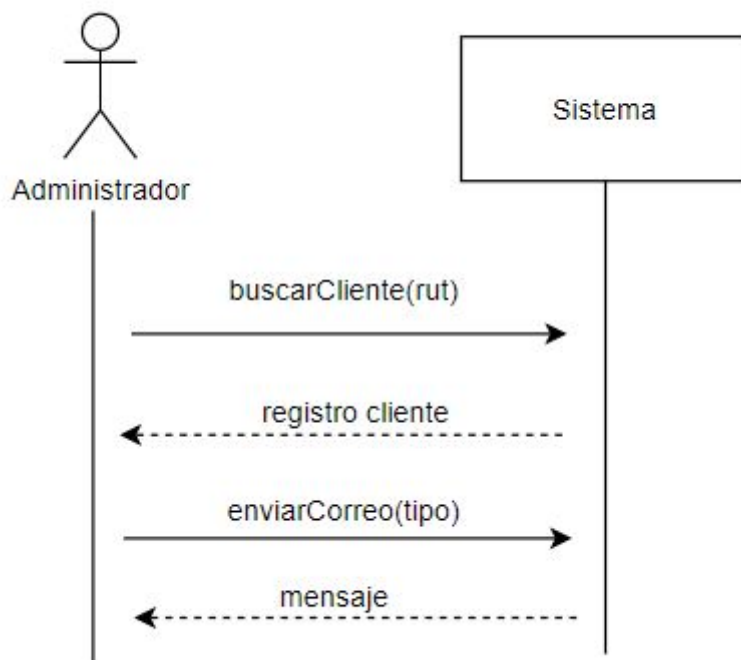 Sistema
Administrador
buscarCliente(rut)
registro cliente
enviarCorreo(tipo)
mensaje